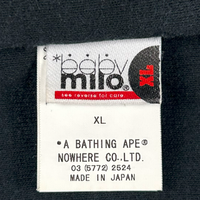 *baby
milo®
XL
see reverse for care
XL
*A BATHING APE®
NOWHERE CO.,LTD.
03 (5772) 2524
MADE IN JAPAN